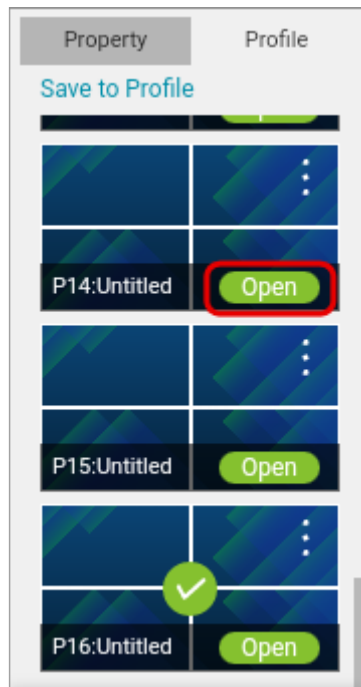 Property
Profile
Save to Profile
P14:Untitled
Open
P15:Untitled
Open
P16:Untitled
Open